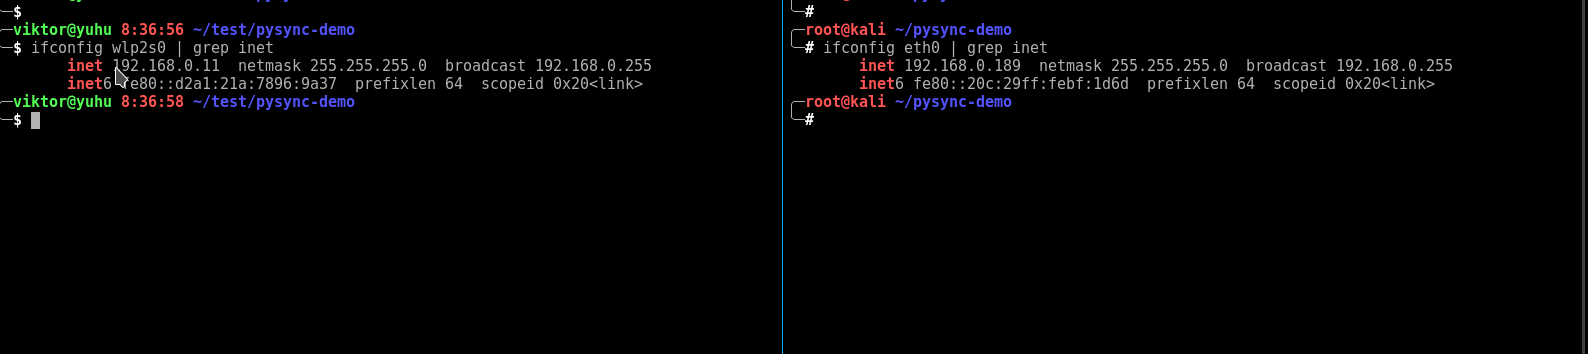 $
viktor@yuhu 8:36:56 ~/test/pysync-demo
$ ifconfig wlp2s0 | grep inet
inet 192.168.0.11 netmask 255.255.255.0 broadcast 192.168.0.255
inet6 fe80::d2a1:21a:7896:9a37 prefixlen 64 scopeid 0x20<link>
viktor@yuhu 8:36:58 ~/test/pysync-demo
$
#
root@kali ~/pysync-demo
# ifconfig eth0 | grep inet
inet 192.168.0.189 netmask 255.255.255.0 broadcast 192.168.0.255
inet6 fe80::20c:29ff:febf:1d6d prefixlen 64 scopeid 0x20<link>
root@kali ~/pysync-demo
#